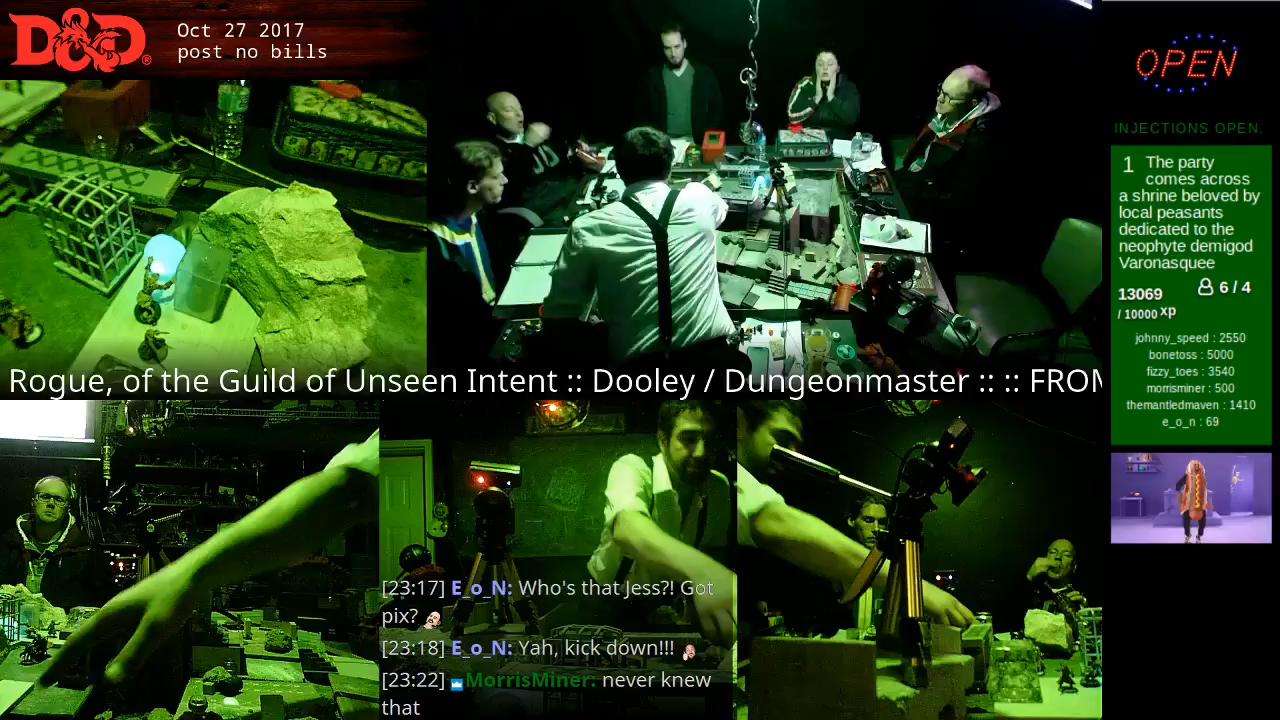 D&D®
Oct 27 2017
post no bills
OPEN
INJECTIONS OPEN.
1 The party
comes across
a shrine beloved by
local peasants
dedicated to the
neophyte demigod
Varonasquee
13069 6 / 4
/ 10000 xp
johnny_speed : 2550
bonetoss : 5000
fizzy_toes : 3540
morrisminer : 500
themantledmaven : 1410
e_o_n : 69
Rogue, of the Guild of Unseen Intent :: Dooley / Dungeonmaster :: :: FROM
[23:17] E_o_N: Who's that Jess?! Got
pix?
[23:18] E_o_N: Yah, kick down!!!
[23:22] MorrisMiner: never knew
that